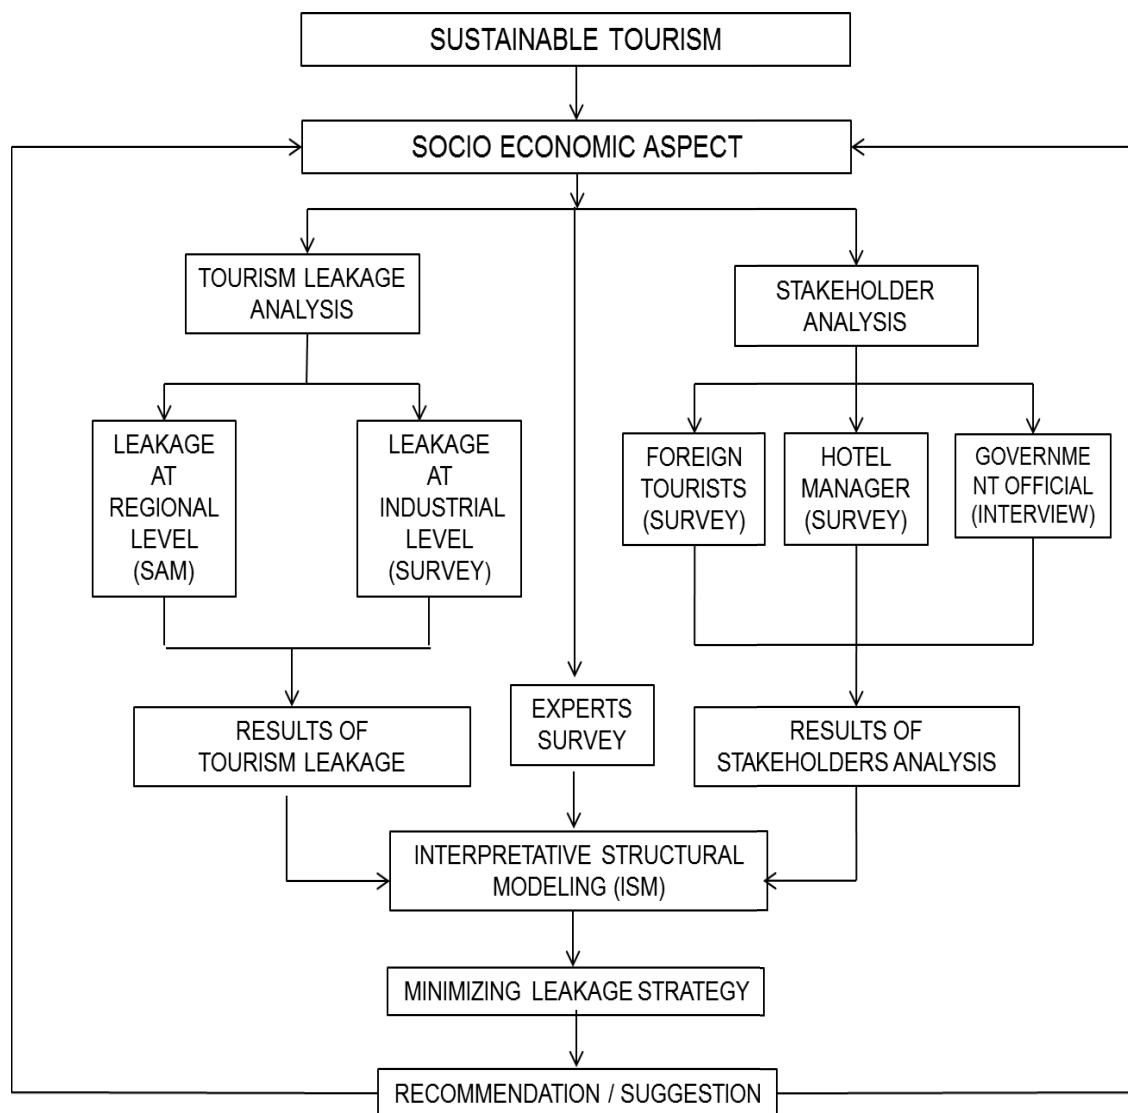 SUSTAINABLE TOURISM
SOCIO ECONOMIC ASPECT
TOURISM LEAKAGE
ANALYSIS
STAKEHOLDER
ANALYSIS
LEAKAGE
AT
REGIONAL
LEVEL
(SAM)
LEAKAGE
AT
INDUSTRIAL
LEVEL
(SURVEY)
FOREIGN
TOURISTS
(SURVEY)
HOTEL
MANAGER
(SURVEY)
GOVERNME
NT OFFICIAL
(INTERVIEW)
RESULTS OF
TOURISM LEAKAGE
EXPERTS
SURVEY
RESULTS OF
STAKEHOLDERS ANALYSIS
INTERPRETATIVE STRUCTURAL
MODELING (ISM)
MINIMIZING LEAKAGE STRATEGY
RECOMMENDATION / SUGGESTION